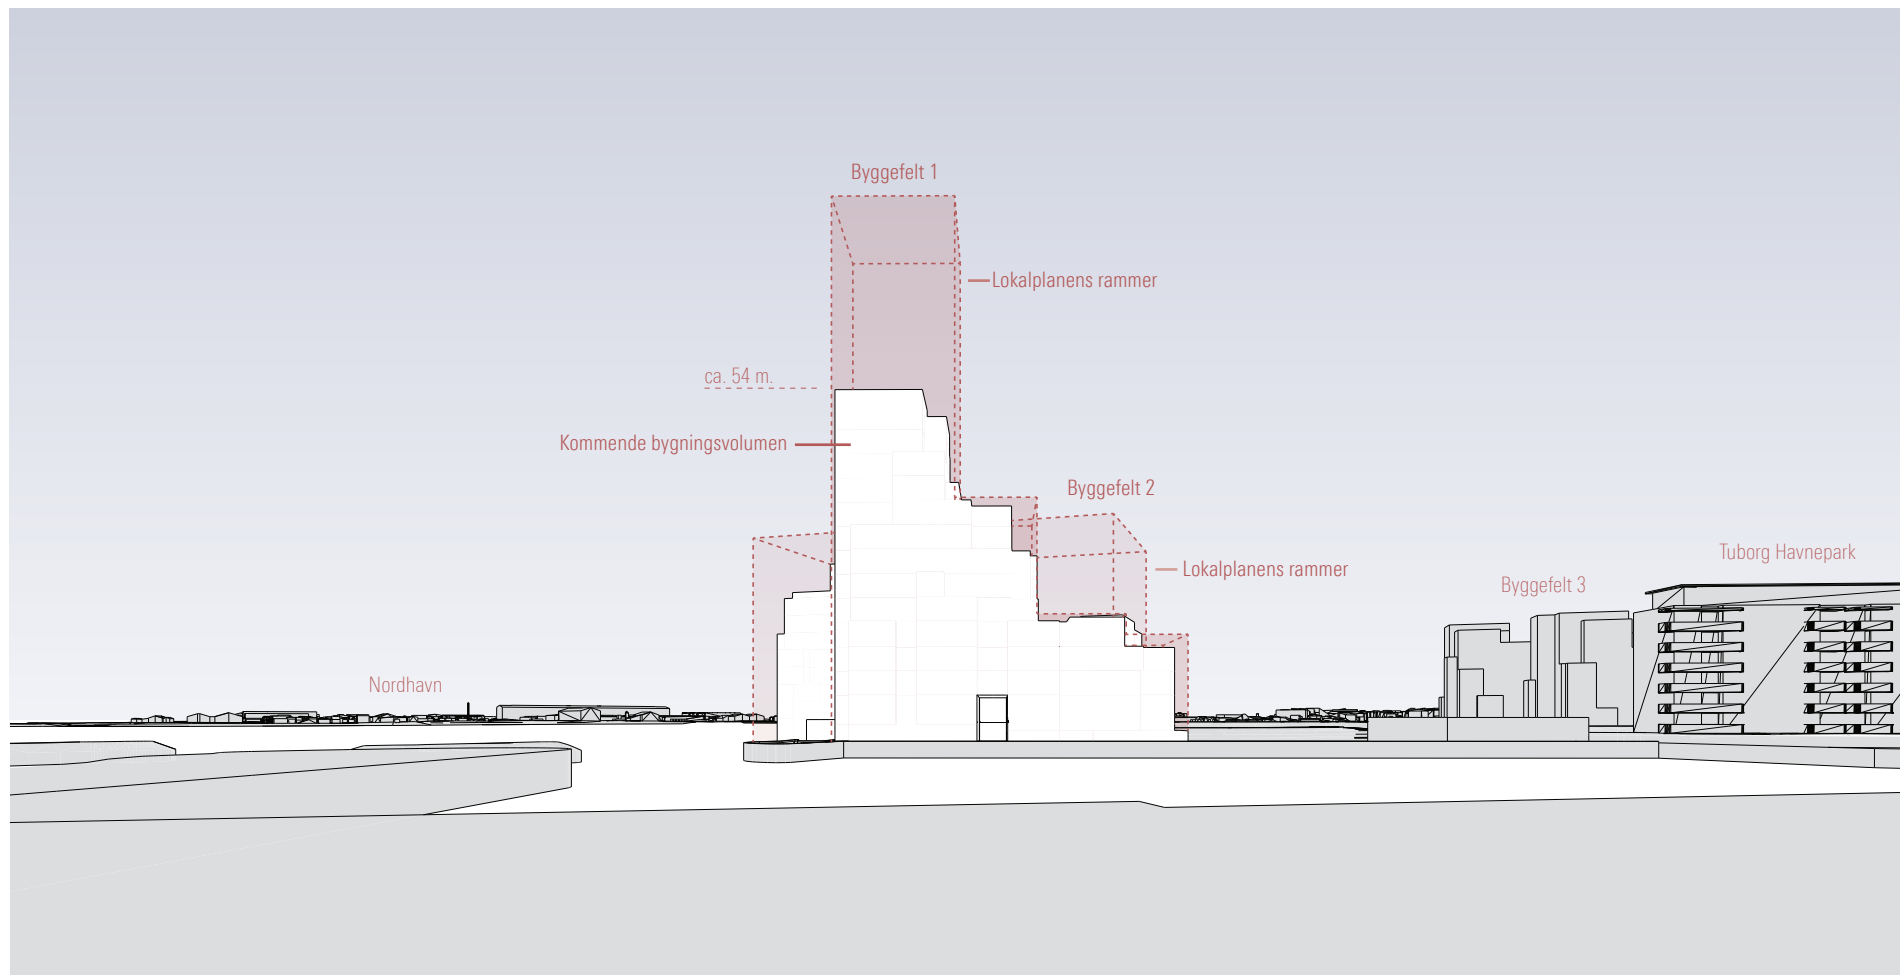 Byggefelt 1
Lokalplanens rammer
ca. 54 m.
Kommende bygningsvolumen
Byggefelt 2
Tuborg Havnepark
Lokalplanens rammer
Byggefelt 3
Nordhavn